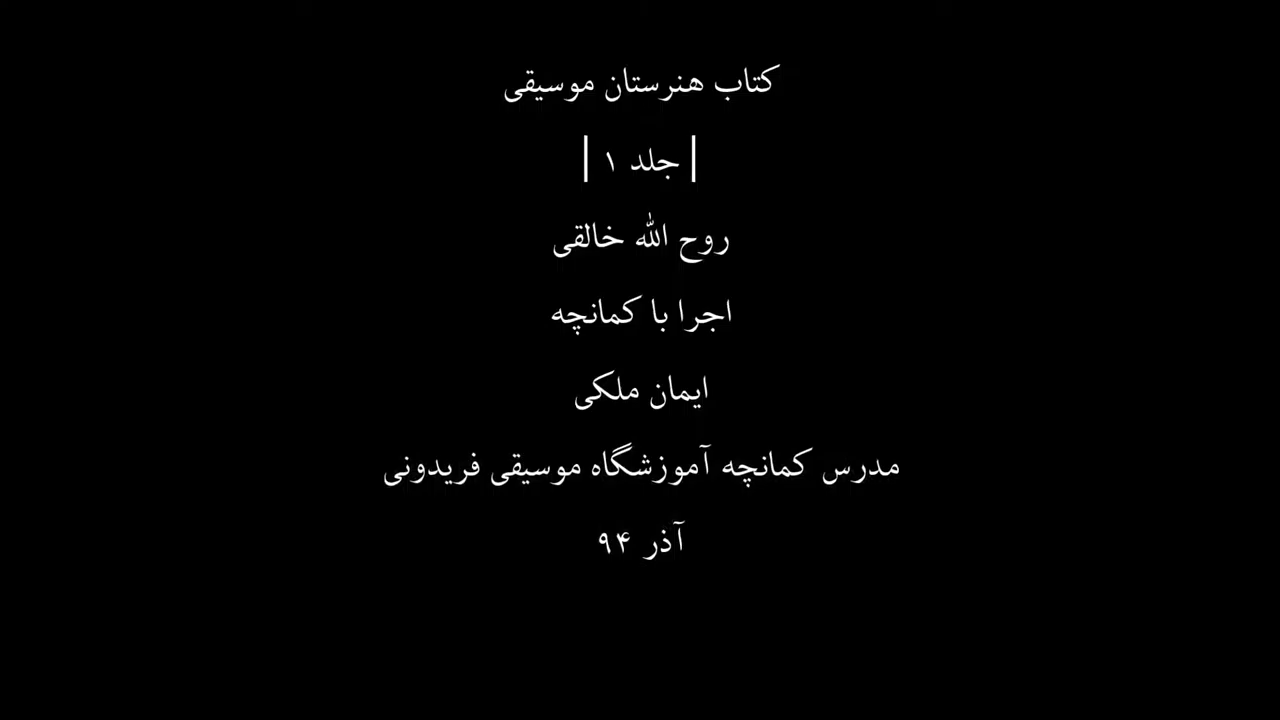 کتاب هنرستان موسیقی
| جلد ۱ |
روح الله خالقی
اجرا با کمانچه
ایمان ملکی
مدرس کمانچه آموزشگاه موسیقی فریدونی
آذر ۹۴